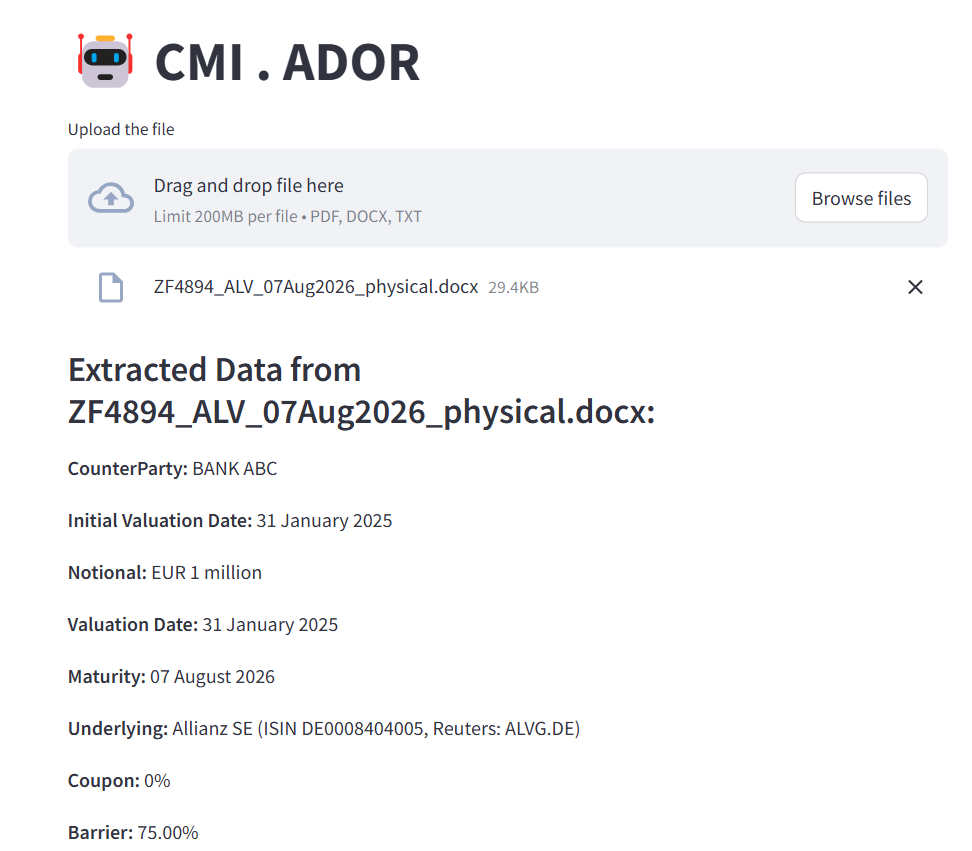 CMI . ADOR
Upload the file
Drag and drop file here
Limit 200MB per file • PDF, DOCX, TXT
Browse files
ZF4894_ALV_07Aug2026_physical.docx 29.4KB
Extracted Data from
ZF4894_ALV_07Aug2026_physical.docx:
CounterParty: BANK ABC
Initial Valuation Date: 31 January 2025
Notional: EUR 1 million
Valuation Date: 31 January 2025
Maturity: 07 August 2026
Underlying: Allianz SE (ISIN DE0008404005, Reuters: ALVG.DE)
Coupon: 0%
Barrier: 75.00%